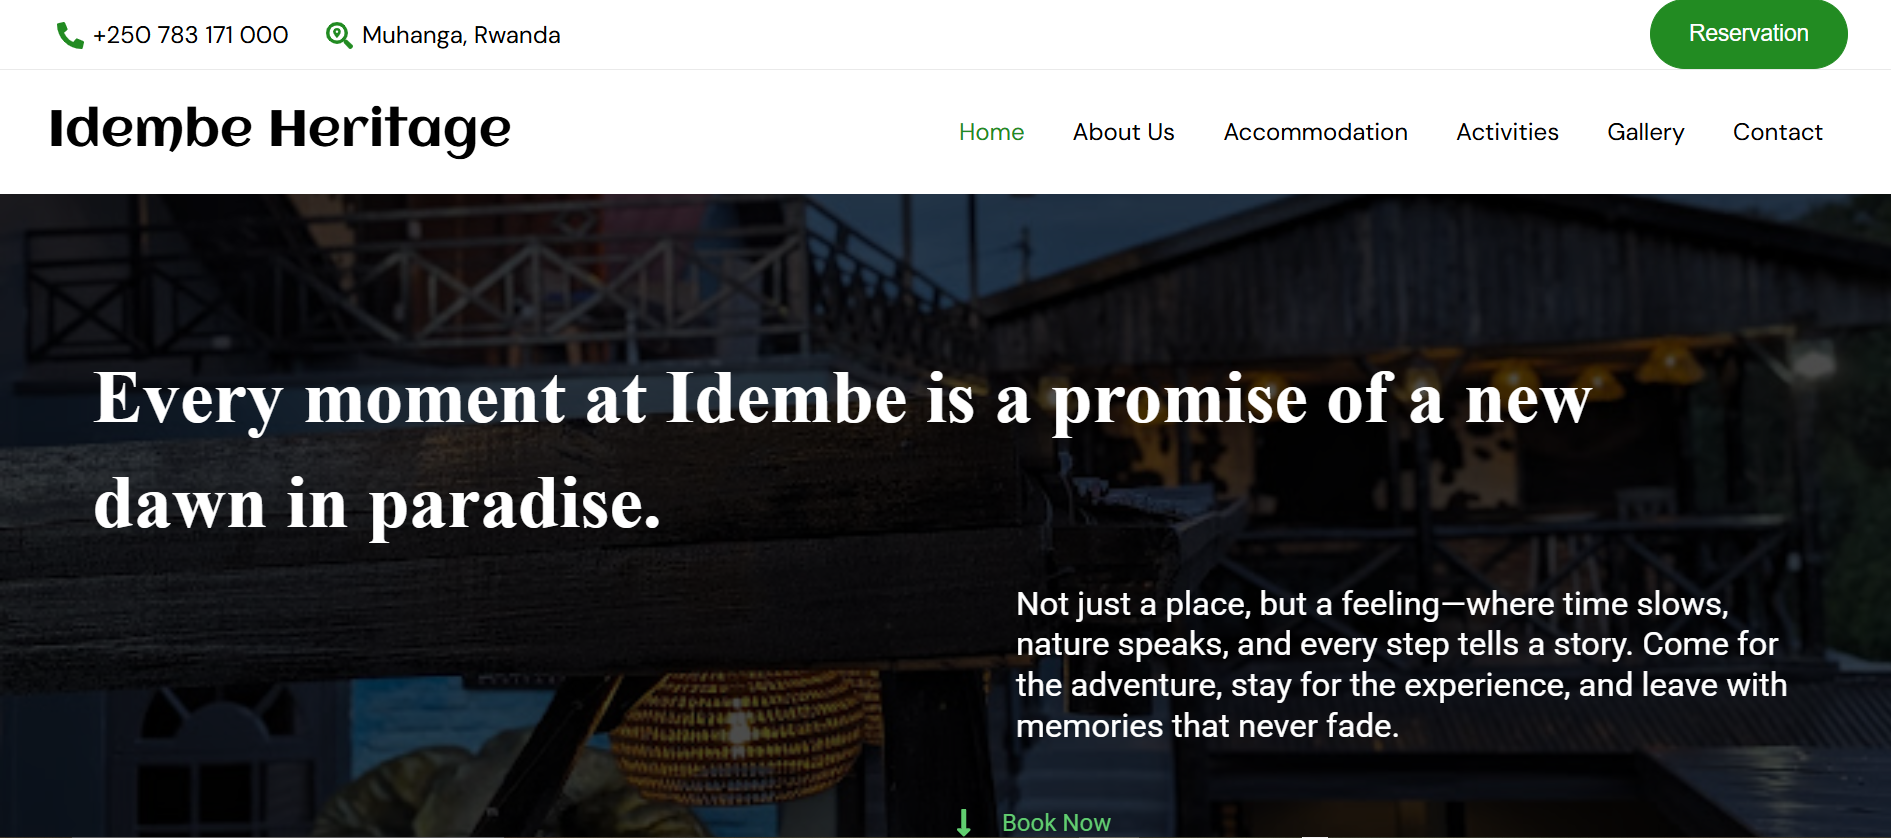 +250 783 171 000
Muhanga, Rwanda
Reservation
Idembe Heritage
Home
About Us
Accommodation
Activities
Gallery
Contact
Every moment at Idembe is a promise of a new
dawn in paradise.
Not just a place, but a feeling—where time slows,
nature speaks, and every step tells a story. Come for
the adventure, stay for the experience, and leave with
memories that never fade.
Book Now